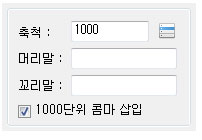 축척 : 1000
머리말 :
꼬리말 :
1000단위 콤마 삽입